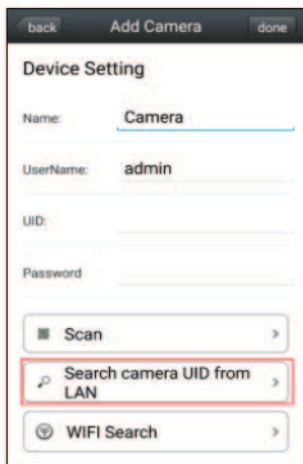 back Add Camera done
Device Setting
Name: Camera
UserName: admin
UID:
Password
Scan
Search camera UID from
LAN
WIFI Search